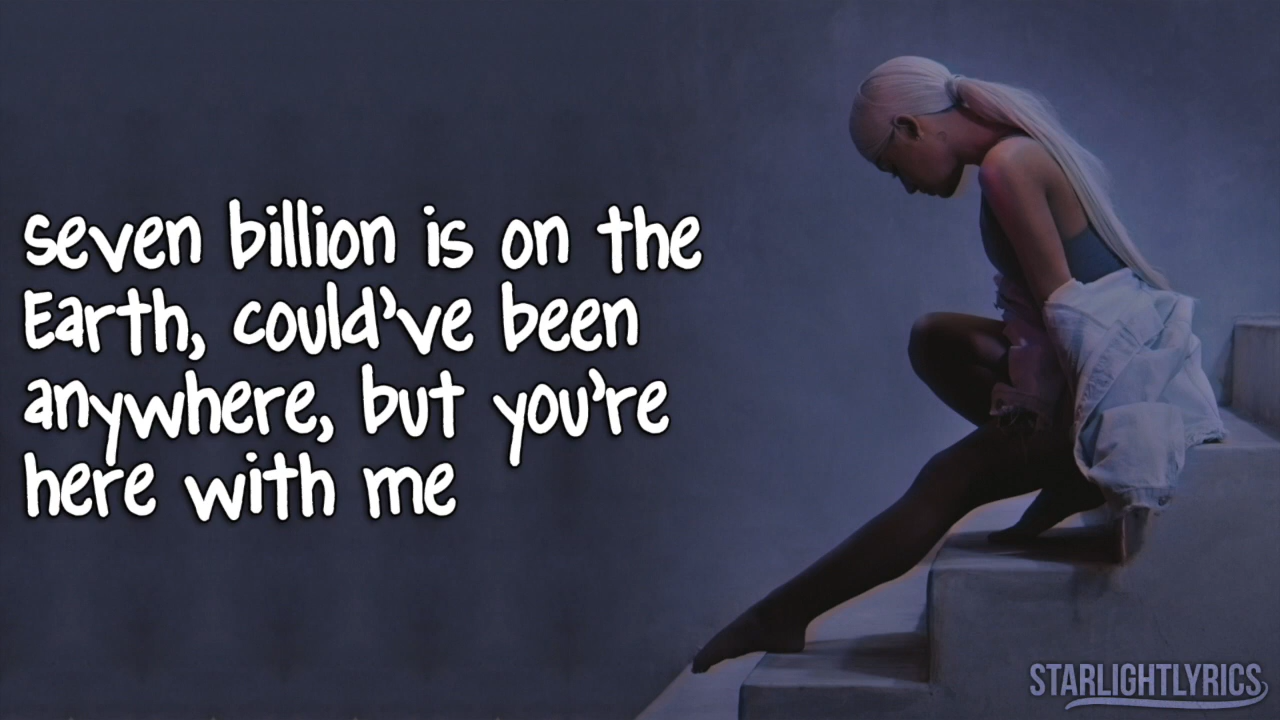 seven billion is on the
Earth, could've been
anywhere, but you're
here with me
STARLIGHTLYRICS